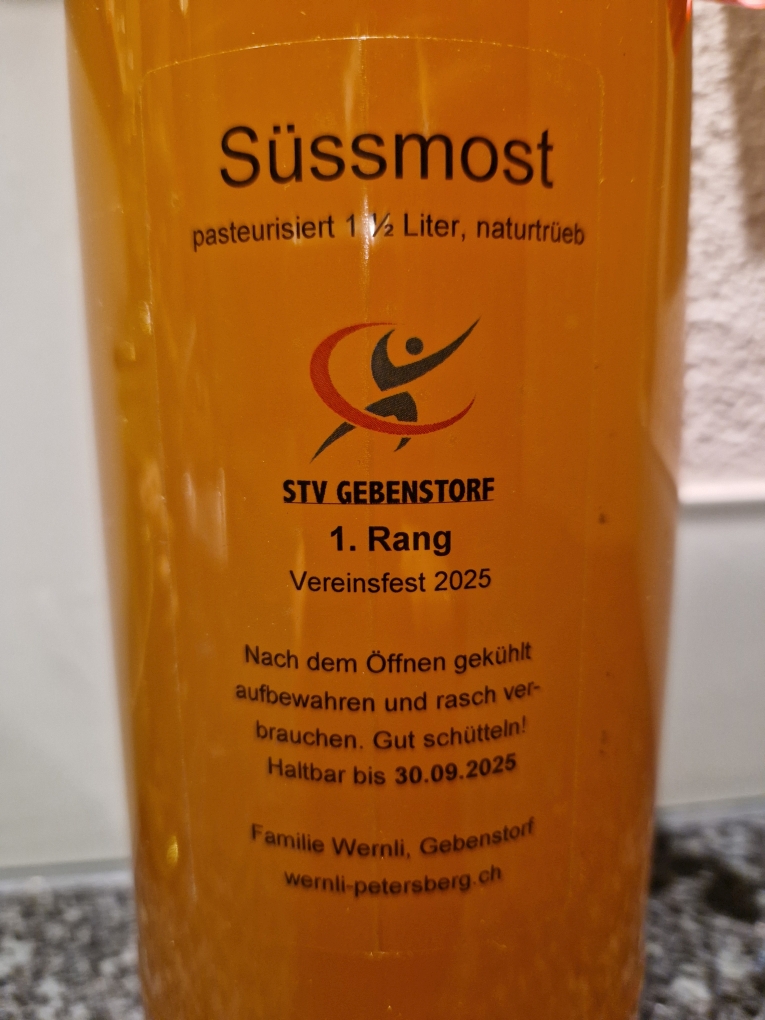 Süssmost
pasteurisiert 1 ½ Liter, naturtrüeb
STV GEBENSTORF
1. Rang
Vereinsfest 2025
Nach dem Öffnen gekühlt
aufbewahren und rasch ver-
brauchen. Gut schütteln!
Haltbar bis 30.09.2025
Familie Wernli, Gebenstorf
wernli-petersberg.ch